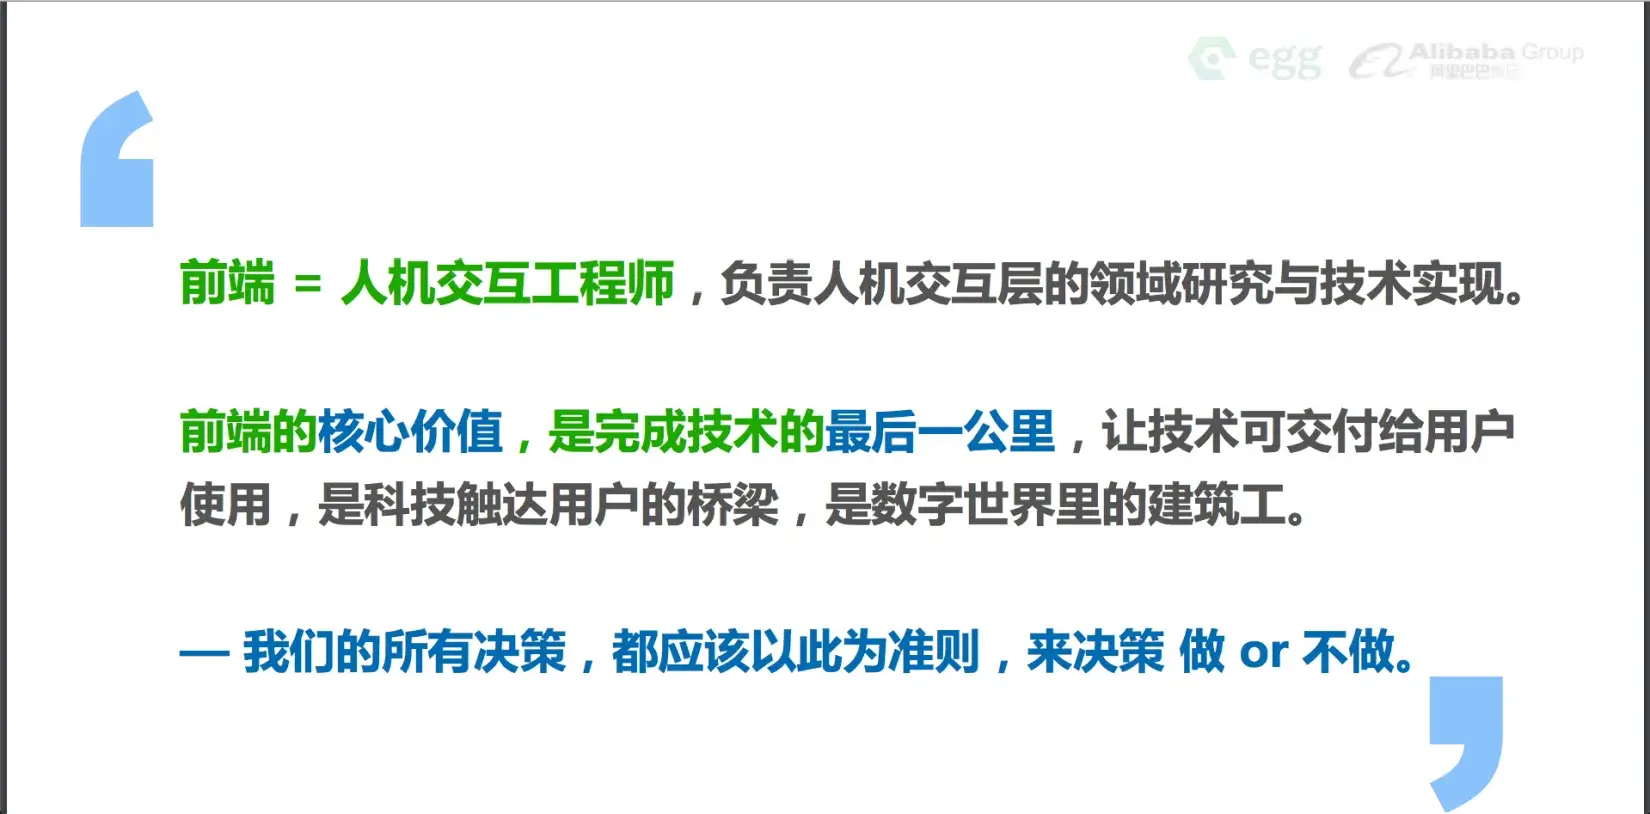 egg
Alibaba Group
阿里巴巴集团
前端 = 人机交互工程师，负责人机交互层的领域研究与技术实现。
前端的核心价值，是完成技术的最后一公里，让技术可交付给用户
使用，是科技触达用户的桥梁，是数字世界里的建筑工。
— 我们的所有决策，都应该以此为准则，来决策 做 or 不做。